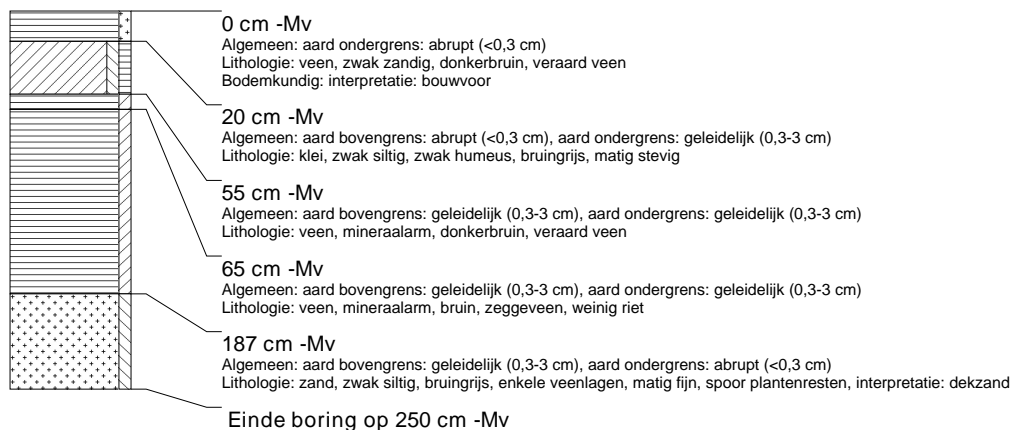 0 cm -Mv
Algemeen: aard ondergrens: abrupt (<0,3 cm)
Lithologie: veen, zwak zandig, donkerbruin, veraard veen
Bodemkundig: interpretatie: bouwvoor
20 cm -Mv
Algemeen: aard bovengrens: abrupt (<0,3 cm), aard ondergrens: geleidelijk (0,3-3 cm)
Lithologie: klei, zwak siltig, zwak humeus, bruingrijs, matig stevig
55 cm -Mv
Algemeen: aard bovengrens: geleidelijk (0,3-3 cm), aard ondergrens: geleidelijk (0,3-3 cm)
Lithologie: veen, mineraalarm, donkerbruin, veraard veen
65 cm -Mv
Algemeen: aard bovengrens: geleidelijk (0,3-3 cm), aard ondergrens: geleidelijk (0,3-3 cm)
Lithologie: veen, mineraalarm, bruin, zeggeveen, weinig riet
187 cm -Mv
Algemeen: aard bovengrens: geleidelijk (0,3-3 cm), aard ondergrens: abrupt (<0,3 cm)
Lithologie: zand, zwak siltig, bruingrijs, enkele veenlagen, matig fijn, spoor plantenresten, interpretatie: dekzand
Einde boring op 250 cm -Mv